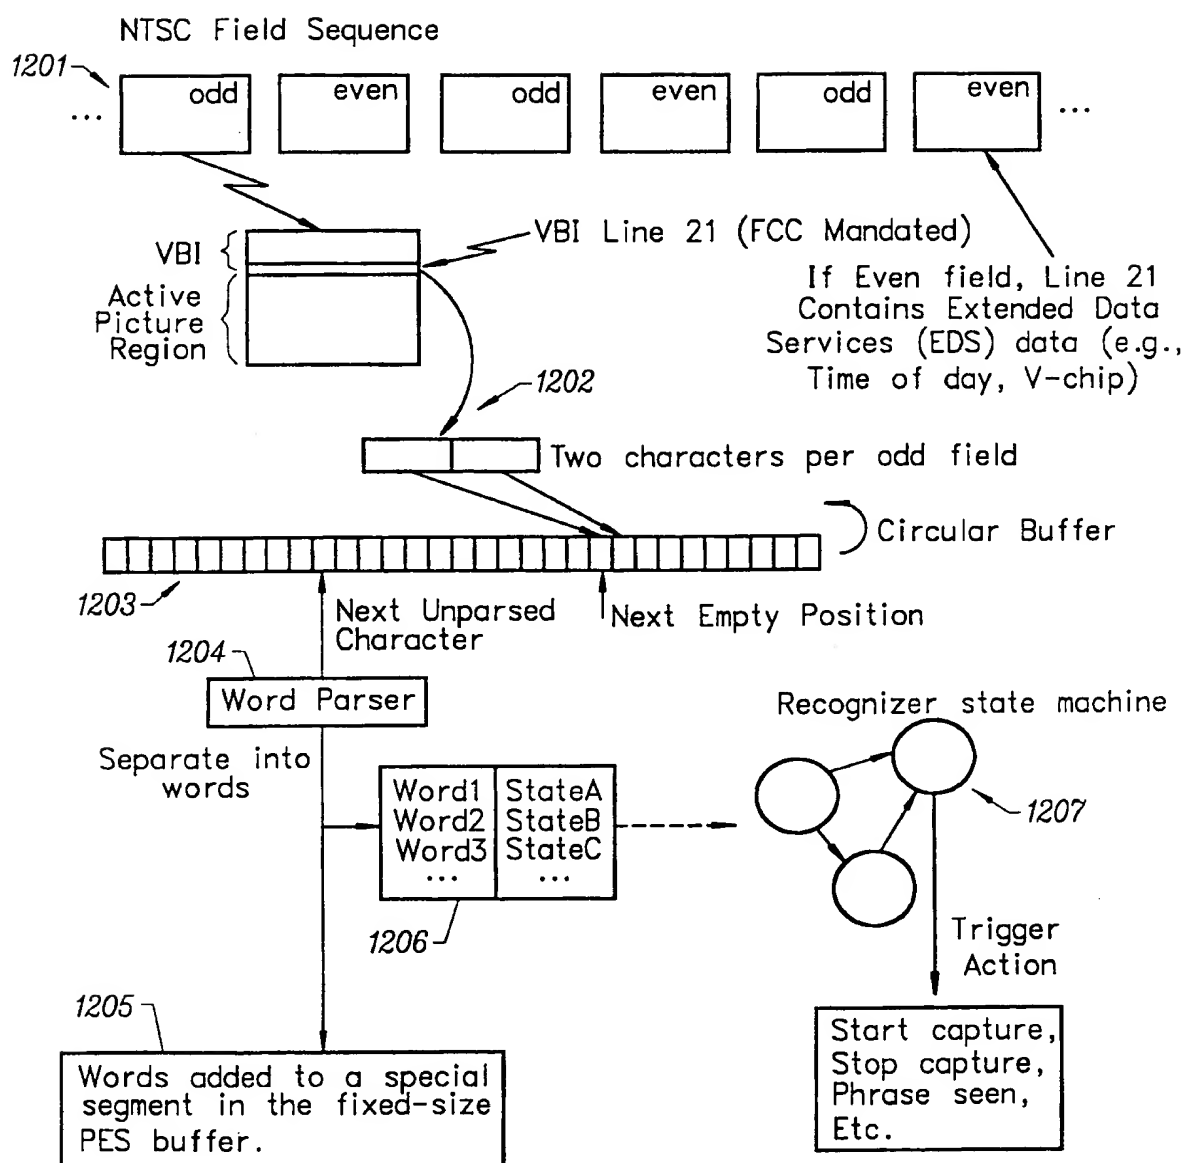 NTSC Field Sequence
1201
... odd even odd even odd even ...
VBI
VBI Line 21 (FCC Mandated)
Active
Picture
Region
If Even field, Line 21
Contains Extended Data
Services (EDS) data (e.g.,
Time of day, V-chip)
1202
Two characters per odd field
Circular Buffer
1203
Next Unparsed
Character
Next Empty Position
1204
Word Parser
Separate into
words
Recognizer state machine
Word1 StateA
Word2 StateB
Word3 StateC
... ...
1206
1207
Trigger
Action
1205
Words added to a special
segment in the fixed-size
PES buffer.
Start capture,
Stop capture,
Phrase seen,
Etc.